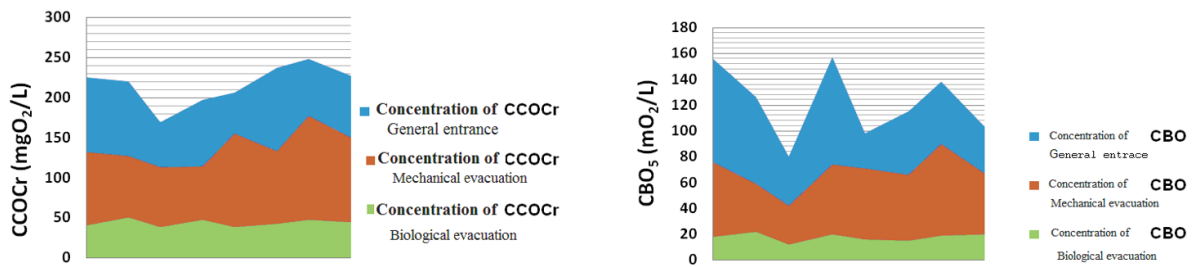 300
250
200
150
100
50
0
CCOCr (mgO2/L)
Concentration of CCOCr
General entrance
Concentration of CCOCr
Mechanical evacuation
Concentration of CCOCr
Biological evacuation
180
160
140
120
100
80
60
40
20
0
CBO5 (mO2/L)
Concentration of CBO
General entrace
Concentration of CBO
Mechanical evacuation
Concentration of CBO
Biological evacuation